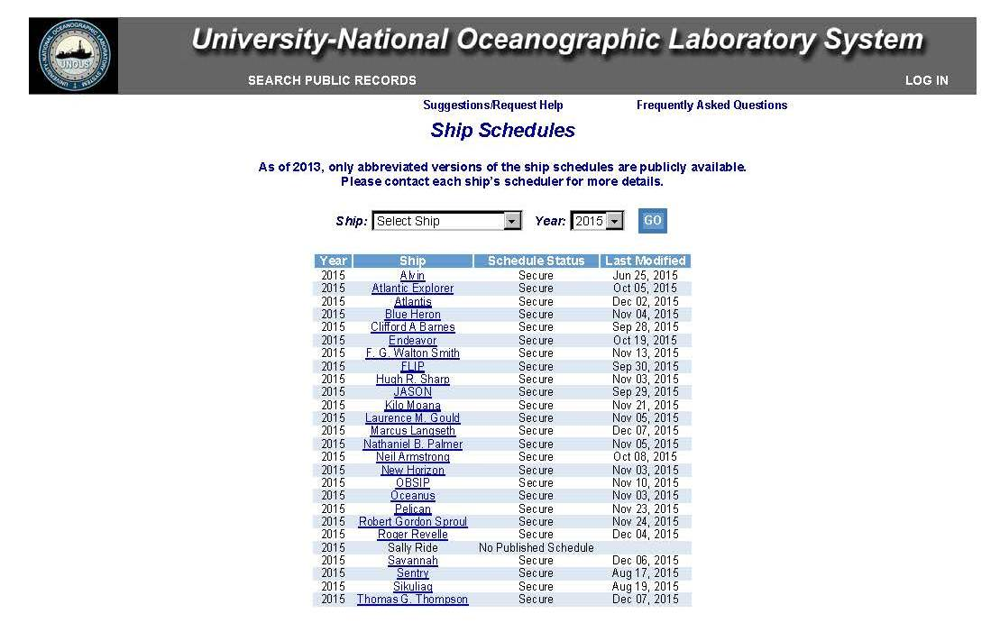 University-National Oceanographic Laboratory System
UNIVERSITY-NATIONAL OCEANOGRAPHIC LABORATORY SYSTEM
UNOLS
SEARCH PUBLIC RECORDS LOG IN
Suggestions/Request Help Frequently Asked Questions
Ship Schedules
As of 2013, only abbreviated versions of the ship schedules are publicly available.
Please contact each ship's scheduler for more details.
Ship: Select Ship Year: 2015 GO
Year Ship Schedule Status Last Modified
2015 Alvin Secure Jun 25, 2015
2015 Atlantic Explorer Secure Oct 05, 2015
2015 Atlantis Secure Dec 02, 2015
2015 Blue Heron Secure Nov 04, 2015
2015 Clifford A Barnes Secure Sep 28, 2015
2015 Endeavor Secure Oct 19, 2015
2015 F. G. Walton Smith Secure Nov 13, 2015
2015 FLIP Secure Sep 30, 2015
2015 Hugh R. Sharp Secure Nov 03, 2015
2015 JASON Secure Sep 29, 2015
2015 Kilo Moana Secure Nov 21, 2015
2015 Laurence M. Gould Secure Nov 05, 2015
2015 Marcus Langseth Secure Dec 07, 2015
2015 Nathaniel B. Palmer Secure Nov 05, 2015
2015 Neil Armstrong Secure Oct 08, 2015
2015 New Horizon Secure Nov 03, 2015
2015 OBSIP Secure Nov 10, 2015
2015 Oceanus Secure Nov 03, 2015
2015 Pelican Secure Nov 23, 2015
2015 Robert Gordon Sproul Secure Nov 24, 2015
2015 Roger Revelle Secure Dec 04, 2015
2015 Sally Ride No Published Schedule
2015 Savannah Secure Dec 06, 2015
2015 Sentry Secure Aug 17, 2015
2015 Sikuliaq Secure Aug 19, 2015
2015 Thomas G. Thompson Secure Dec 07, 2015